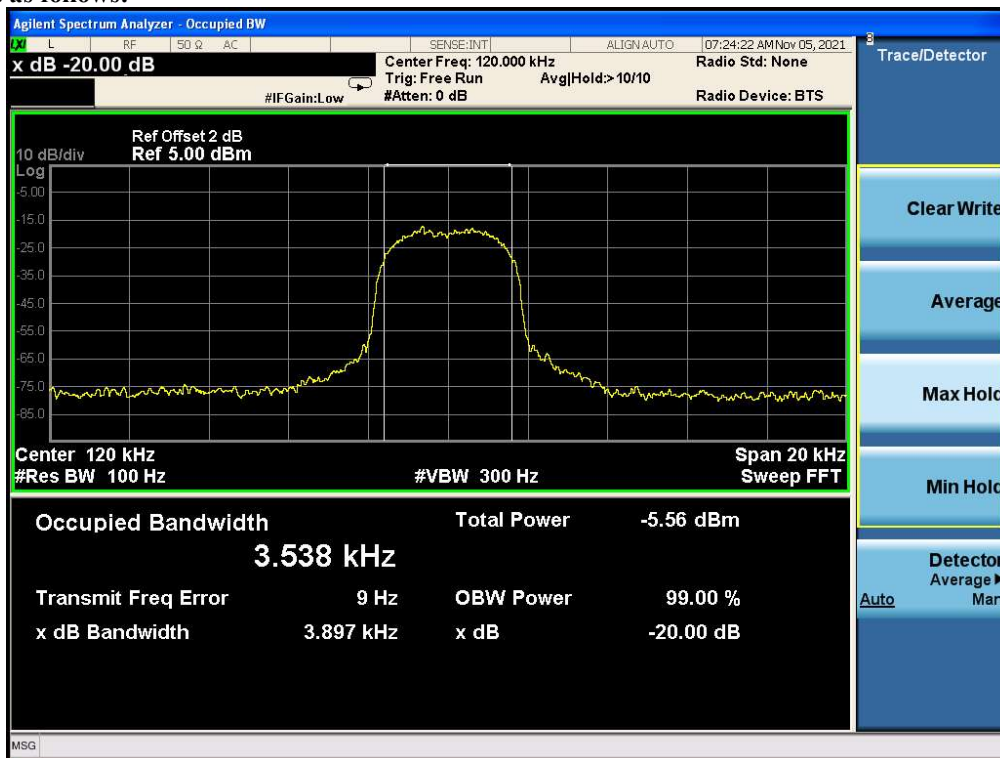 as follows:
Agilent Spectrum Analyzer - Occupied BW
LXI L RF 50 Ω AC SENSE:INT ALIGN AUTO 07:24:22 AM Nov 05, 2021
x dB -20.00 dB
Center Freq: 120.000 kHz Radio Std: None
Trig: Free Run Avg|Hold:>10/10
#IFGain:Low #Atten: 0 dB Radio Device: BTS
Ref Offset 2 dB
10 dB/div Ref 5.00 dBm
Log
-5.00
-15.0
-25.0
-35.0
-45.0
-55.0
-65.0
-75.0
-85.0
Center 120 kHz Span 20 kHz
#Res BW 100 Hz #VBW 300 Hz Sweep FFT
Occupied Bandwidth Total Power -5.56 dBm
3.538 kHz
Transmit Freq Error 9 Hz OBW Power 99.00 %
x dB Bandwidth 3.897 kHz x dB -20.00 dB
MSG
Trace/Detector
Clear Write
Average
Max Hold
Min Hold
Detector
Average
Auto Man